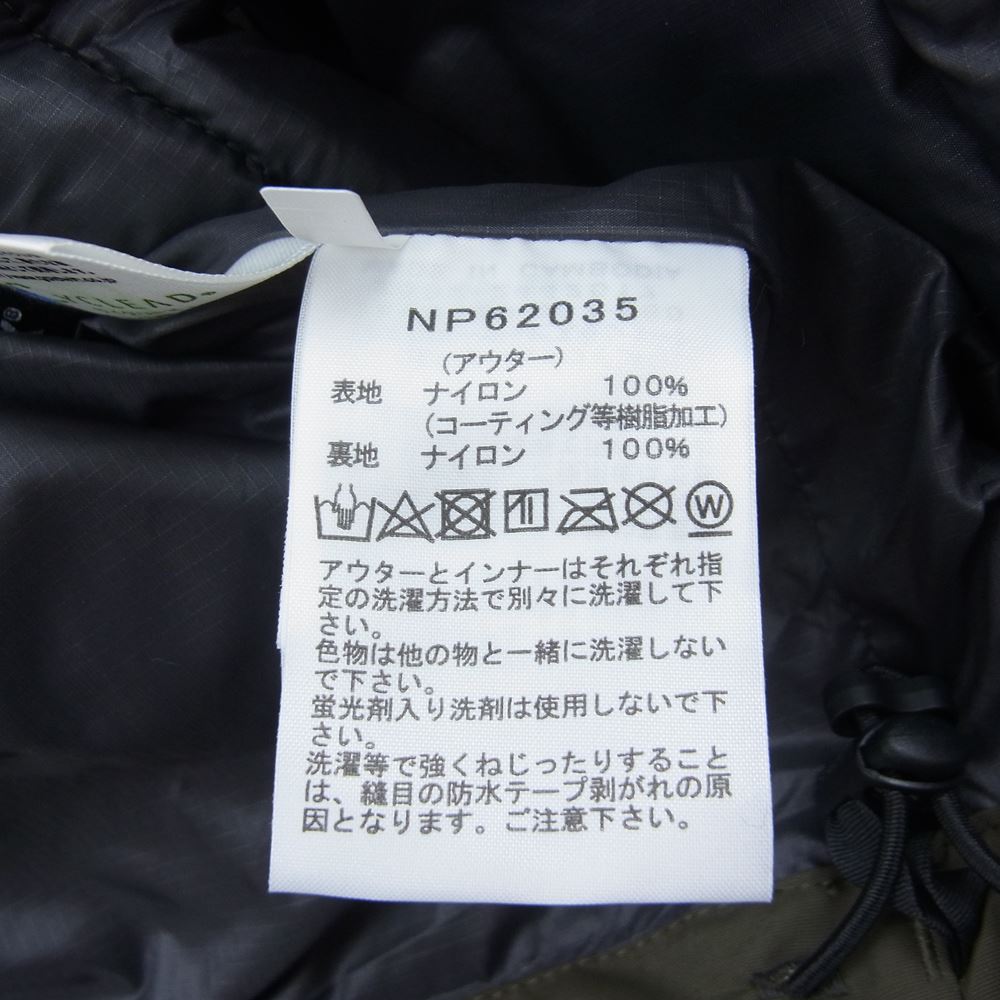 NP62035
(アウター)
表地 ナイロン 100%
(コーティング等樹脂加工)
裏地 ナイロン 100%
W
アウターとインナーはそれぞれ指
定の洗濯方法で別々に洗濯して下
さい。
色物は他の物と一緒に洗濯しない
で下さい。
蛍光剤入り洗剤は使用しないで下
さい。
洗濯等で強くねじったりすること
は、縫目の防水テープ剥がれの原
因となります。ご注意下さい。